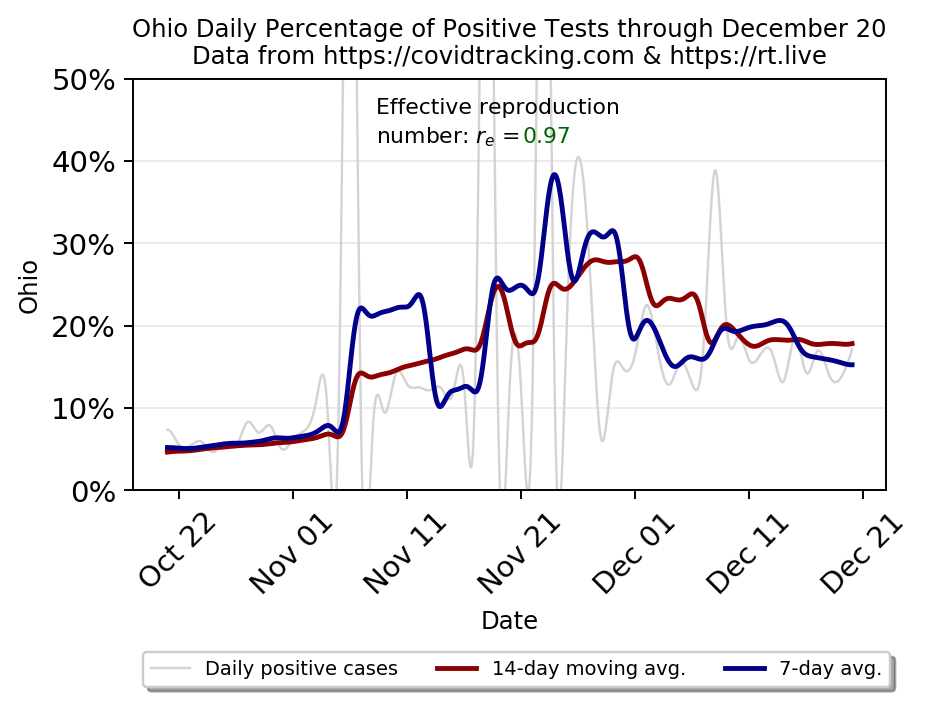 Ohio Daily Percentage of Positive Tests through December 20
Data from https://covidtracking.com & https://rt.live
50%
Effective reproduction
number: rₑ =0.97
40%
30%
Ohio
20%
10%
0%
Oct 22
Nov 01
Nov 11
Nov 21
Dec 01
Dec 11
Dec 21
Date
Daily positive cases
14-day moving avg.
7-day avg.